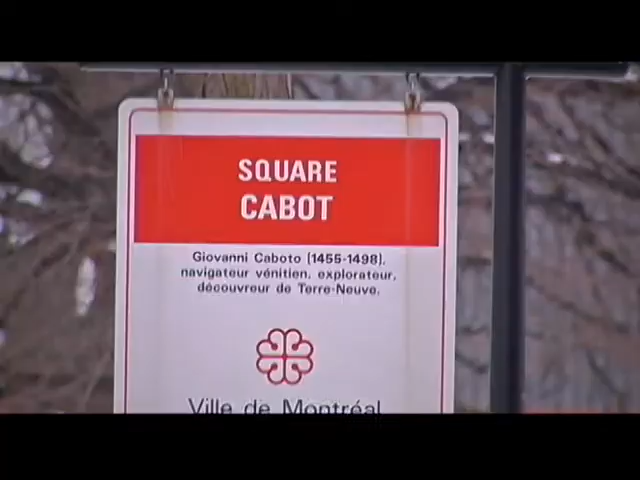 SQUARE
CABOT
Giovanni Caboto (1455-1498),
navigateur vénitien, explorateur,
découvreur de Terre-Neuve.
Ville de Montréal